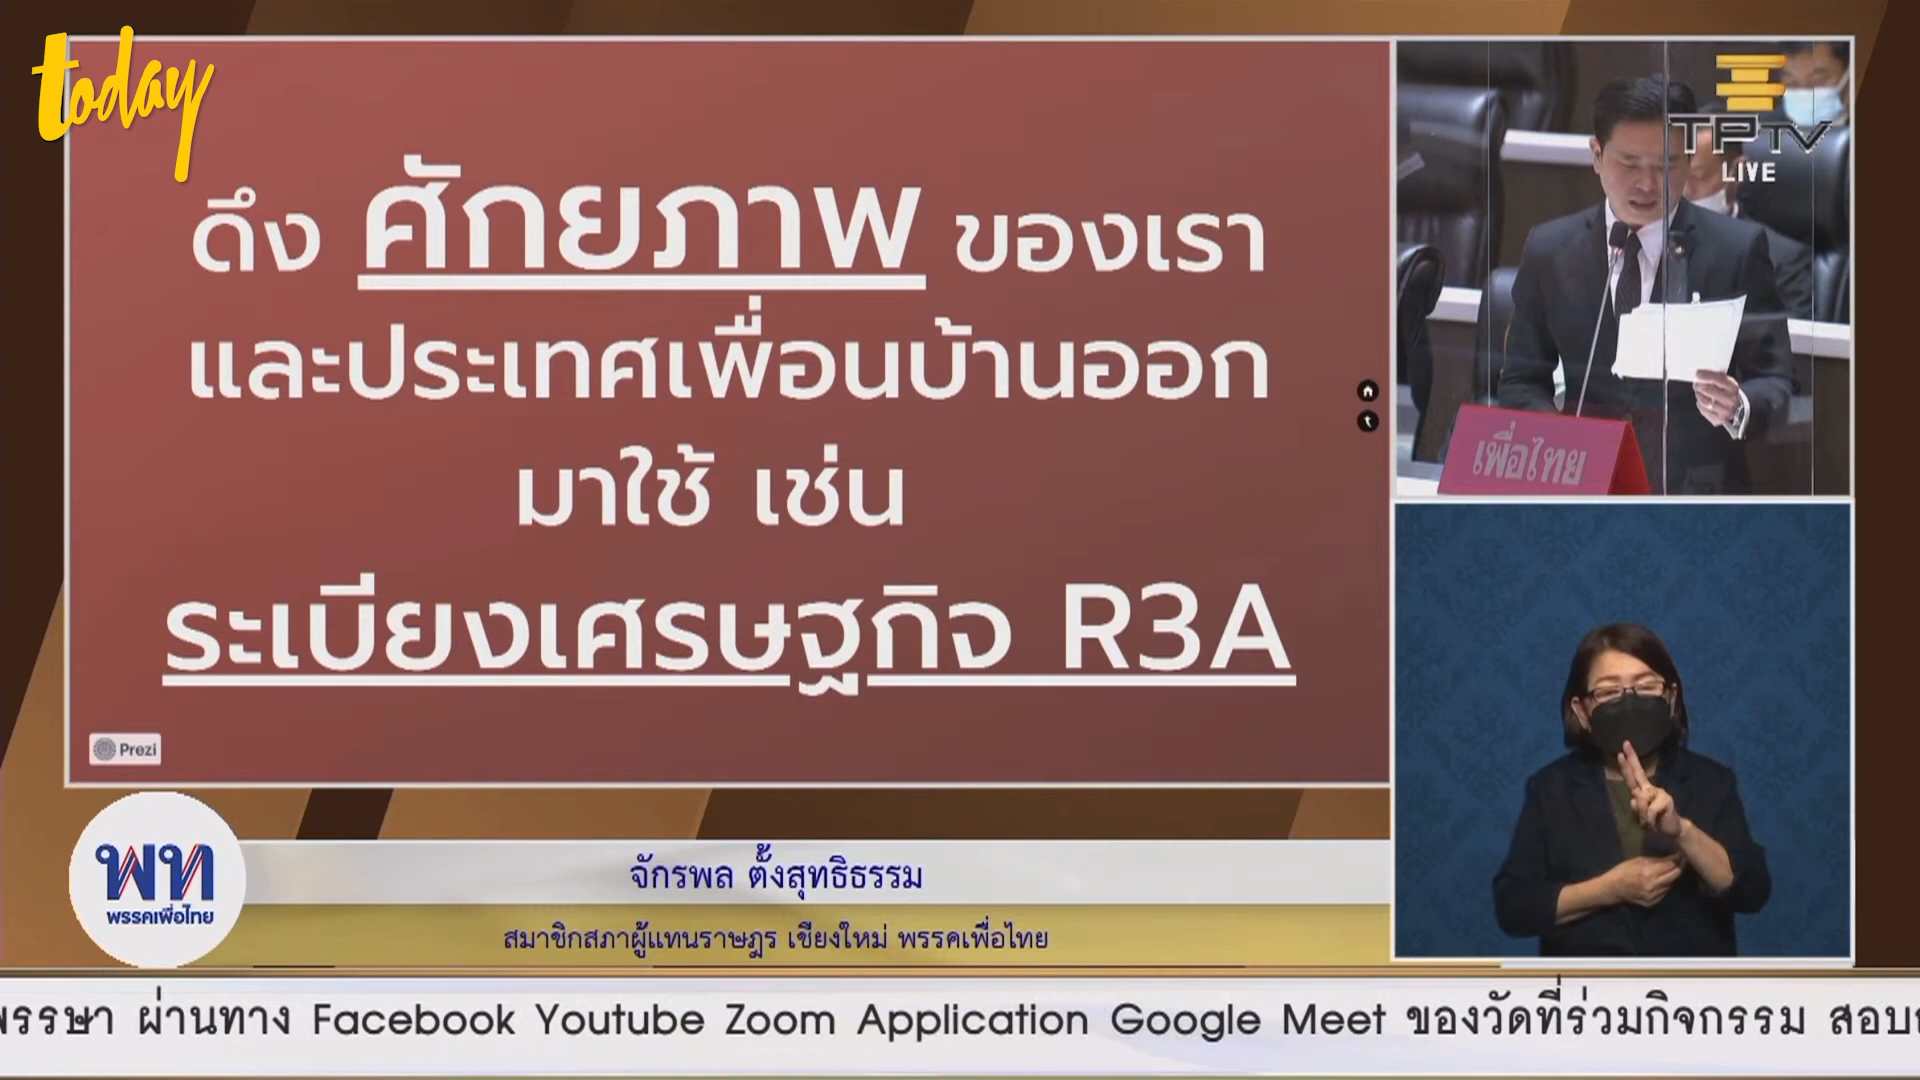 today
ดึง ศักยภาพ ของเรา
และประเทศเพื่อนบ้านออก
มาใช้ เช่น
ระเบียงเศรษฐกิจ R3A
Prezi
TPTV
LIVE
เพื่อไทย
พท
พรรคเพื่อไทย
จักรพล ตั้งสุทธิธรรม
สมาชิกสภาผู้แทนราษฎร เชียงใหม่ พรรคเพื่อไทย
พรรษา ผ่านทาง Facebook Youtube Zoom Application Google Meet ของวัดที่ร่วมกิจกรรม สอบถ